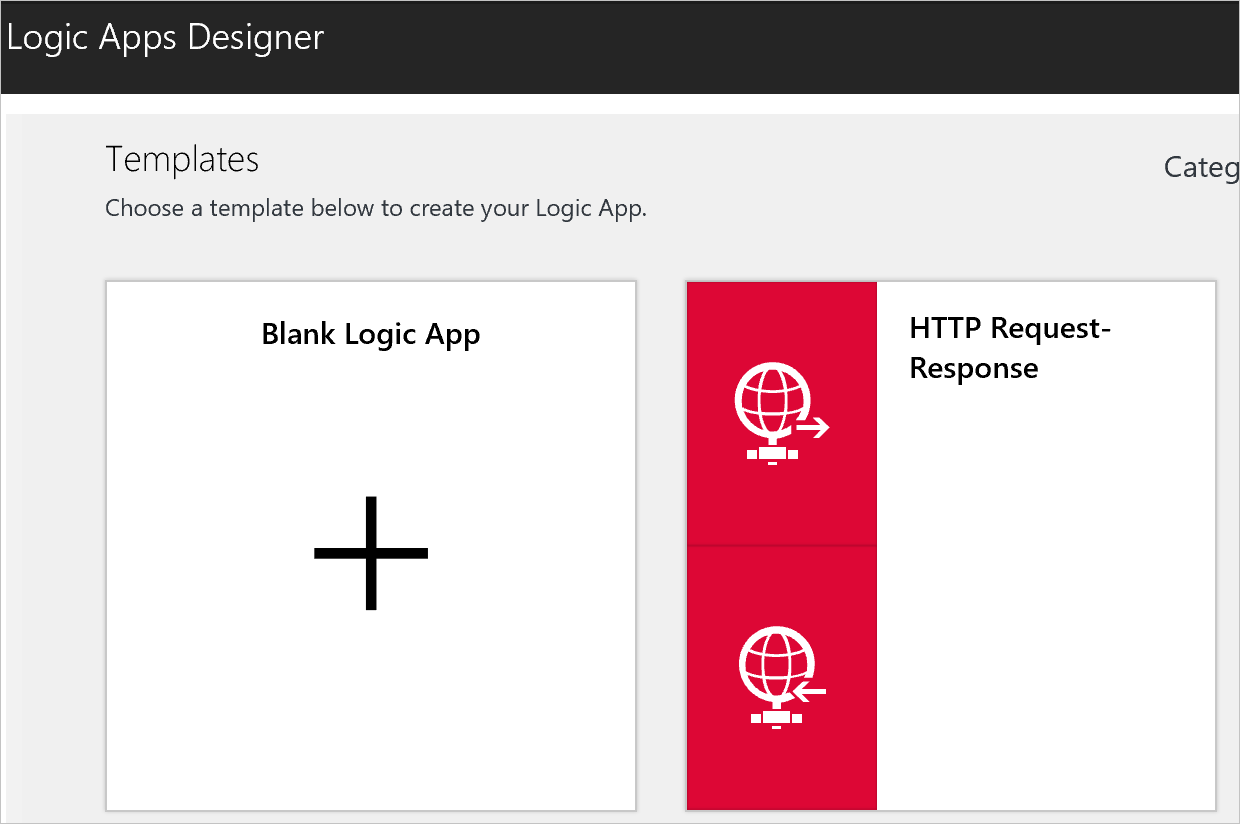 Logic Apps Designer
Templates
Categ
Choose a template below to create your Logic App.
Blank Logic App
HTTP Request-
Response